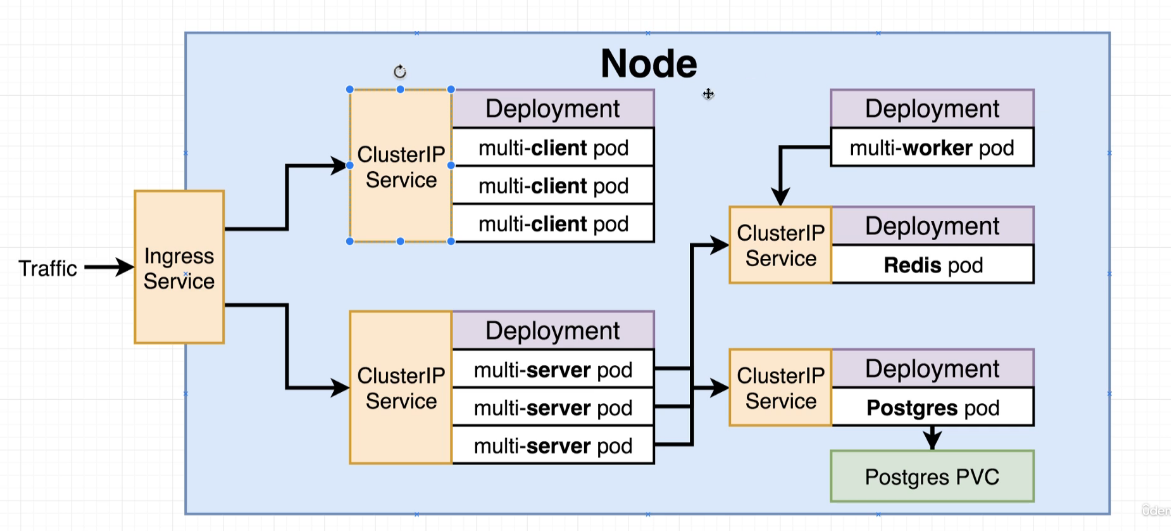 Node
Traffic
Ingress
Service
ClusterIP
Service
Deployment
multi-client pod
multi-client pod
multi-client pod
ClusterIP
Service
Deployment
multi-server pod
multi-server pod
multi-server pod
Deployment
multi-worker pod
ClusterIP
Service
Deployment
Redis pod
ClusterIP
Service
Deployment
Postgres pod
Postgres PVC